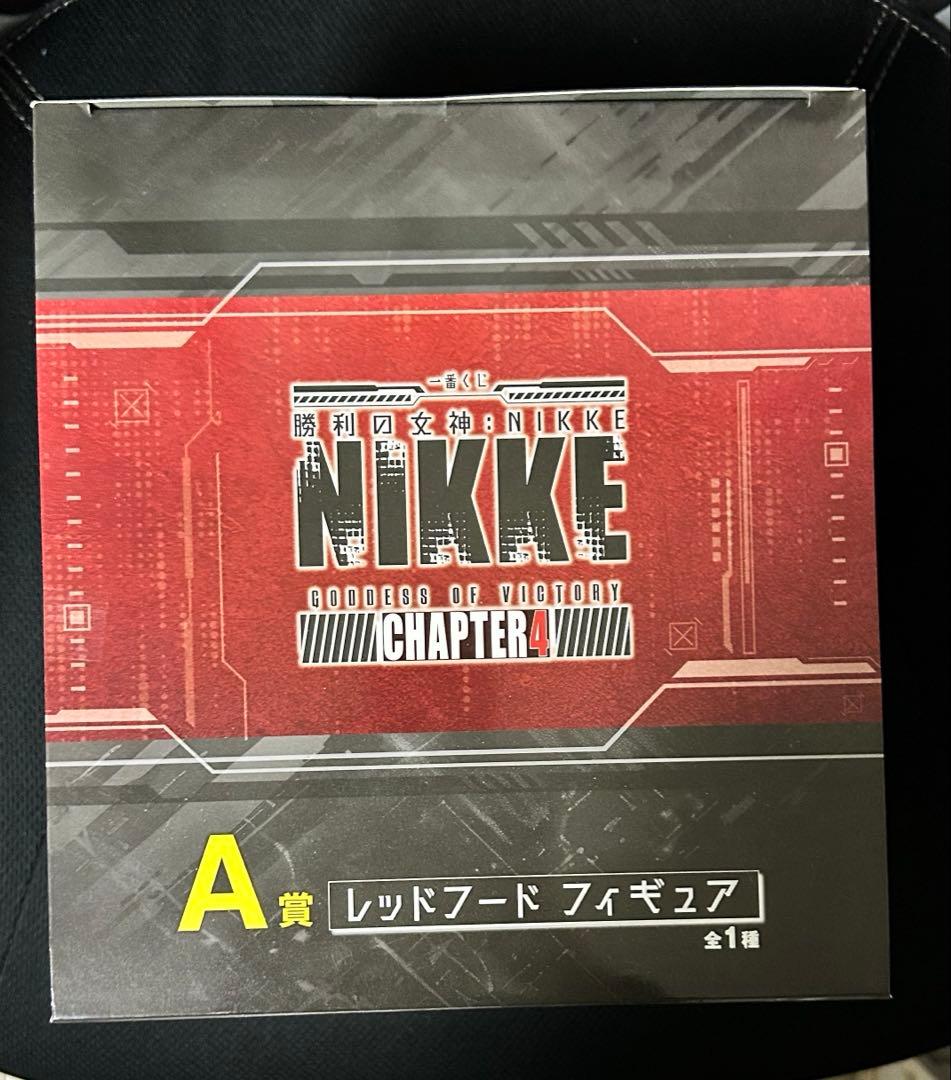 一番くじ
勝利の女神:NIKKE
NIKKE
GODDESS OF VICTORY
CHAPTER4
A賞 レッドフード フィギュア
全1種